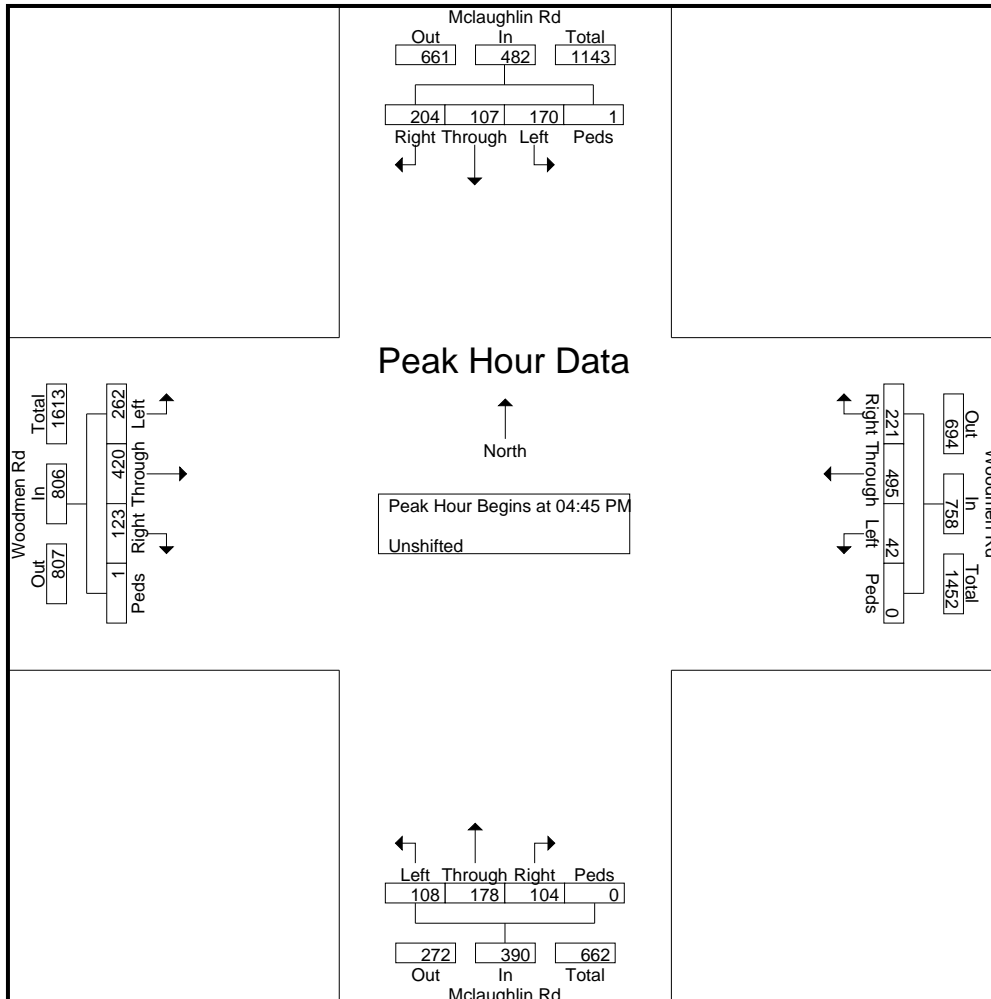 Mclaughlin Rd
Out In Total
661 482 1143
204 107 170 1
Right Through Left Peds
Peak Hour Data
North
Peak Hour Begins at 04:45 PM
Unshifted
Woodmen Rd
Total In Out
1613 806 807
262 420 123 1
Left Through Right Peds
221 495 42 0
Right Through Left Peds
Out In Total
694 758 1452
Woodmen Rd
Left Through Right Peds
108 178 104 0
272 390 662
Out In Total
Mclaughlin Rd